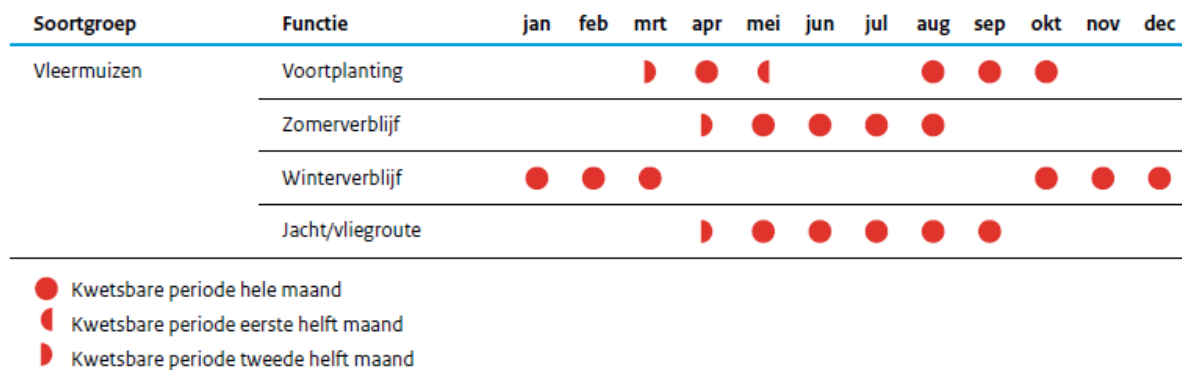 Soortgroep Functie jan feb mrt apr mei jun jul aug sep okt nov dec
Vleermuizen Voortplanting
Zomerverblijf
Winterverblijf
Jacht/vliegroute
Kwetsbare periode hele maand
Kwetsbare periode eerste helft maand
Kwetsbare periode tweede helft maand